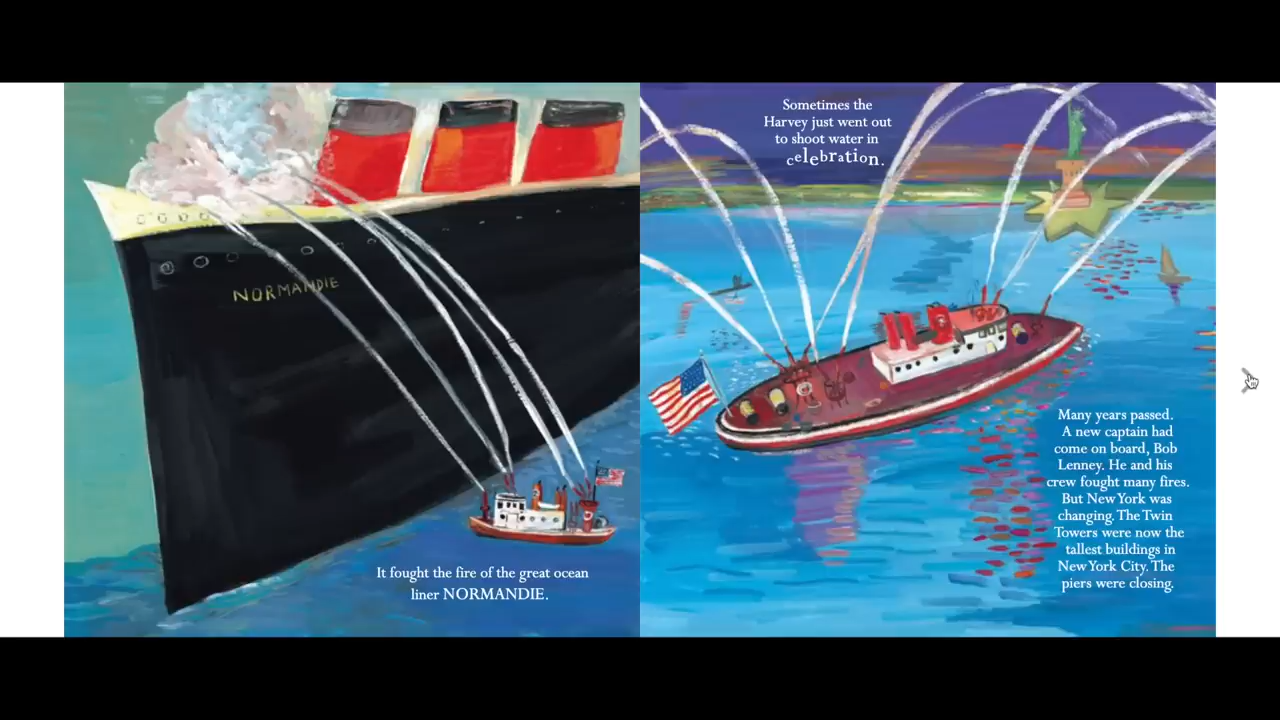 NORMANDIE
It fought the fire of the great ocean
liner NORMANDIE.
Sometimes the
Harvey just went out
to shoot water in
celebration.
Many years passed.
A new captain had
come on board, Bob
Lenney. He and his
crew fought many fires.
But New York was
changing. The Twin
Towers were now the
tallest buildings in
New York City. The
piers were closing.